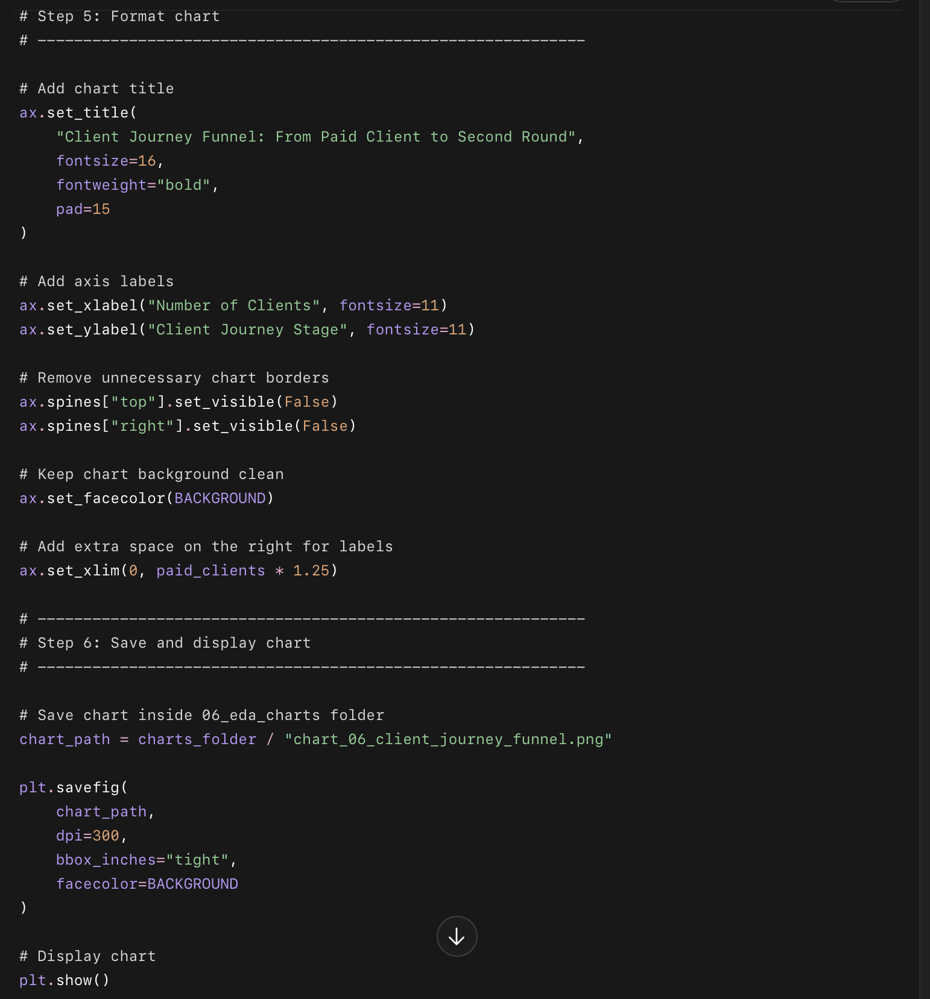 # Step 5: Format chart
# ------------------------------------------------------------

# Add chart title
ax.set_title(
    "Client Journey Funnel: From Paid Client to Second Round",
    fontsize=16,
    fontweight="bold",
    pad=15
)

# Add axis labels
ax.set_xlabel("Number of Clients", fontsize=11)
ax.set_ylabel("Client Journey Stage", fontsize=11)

# Remove unnecessary chart borders
ax.spines["top"].set_visible(False)
ax.spines["right"].set_visible(False)

# Keep chart background clean
ax.set_facecolor(BACKGROUND)

# Add extra space on the right for labels
ax.set_xlim(0, paid_clients * 1.25)

# ------------------------------------------------------------
# Step 6: Save and display chart
# ------------------------------------------------------------

# Save chart inside 06_eda_charts folder
chart_path = charts_folder / "chart_06_client_journey_funnel.png"

plt.savefig(
    chart_path,
    dpi=300,
    bbox_inches="tight",
    facecolor=BACKGROUND
)

# Display chart
plt.show()